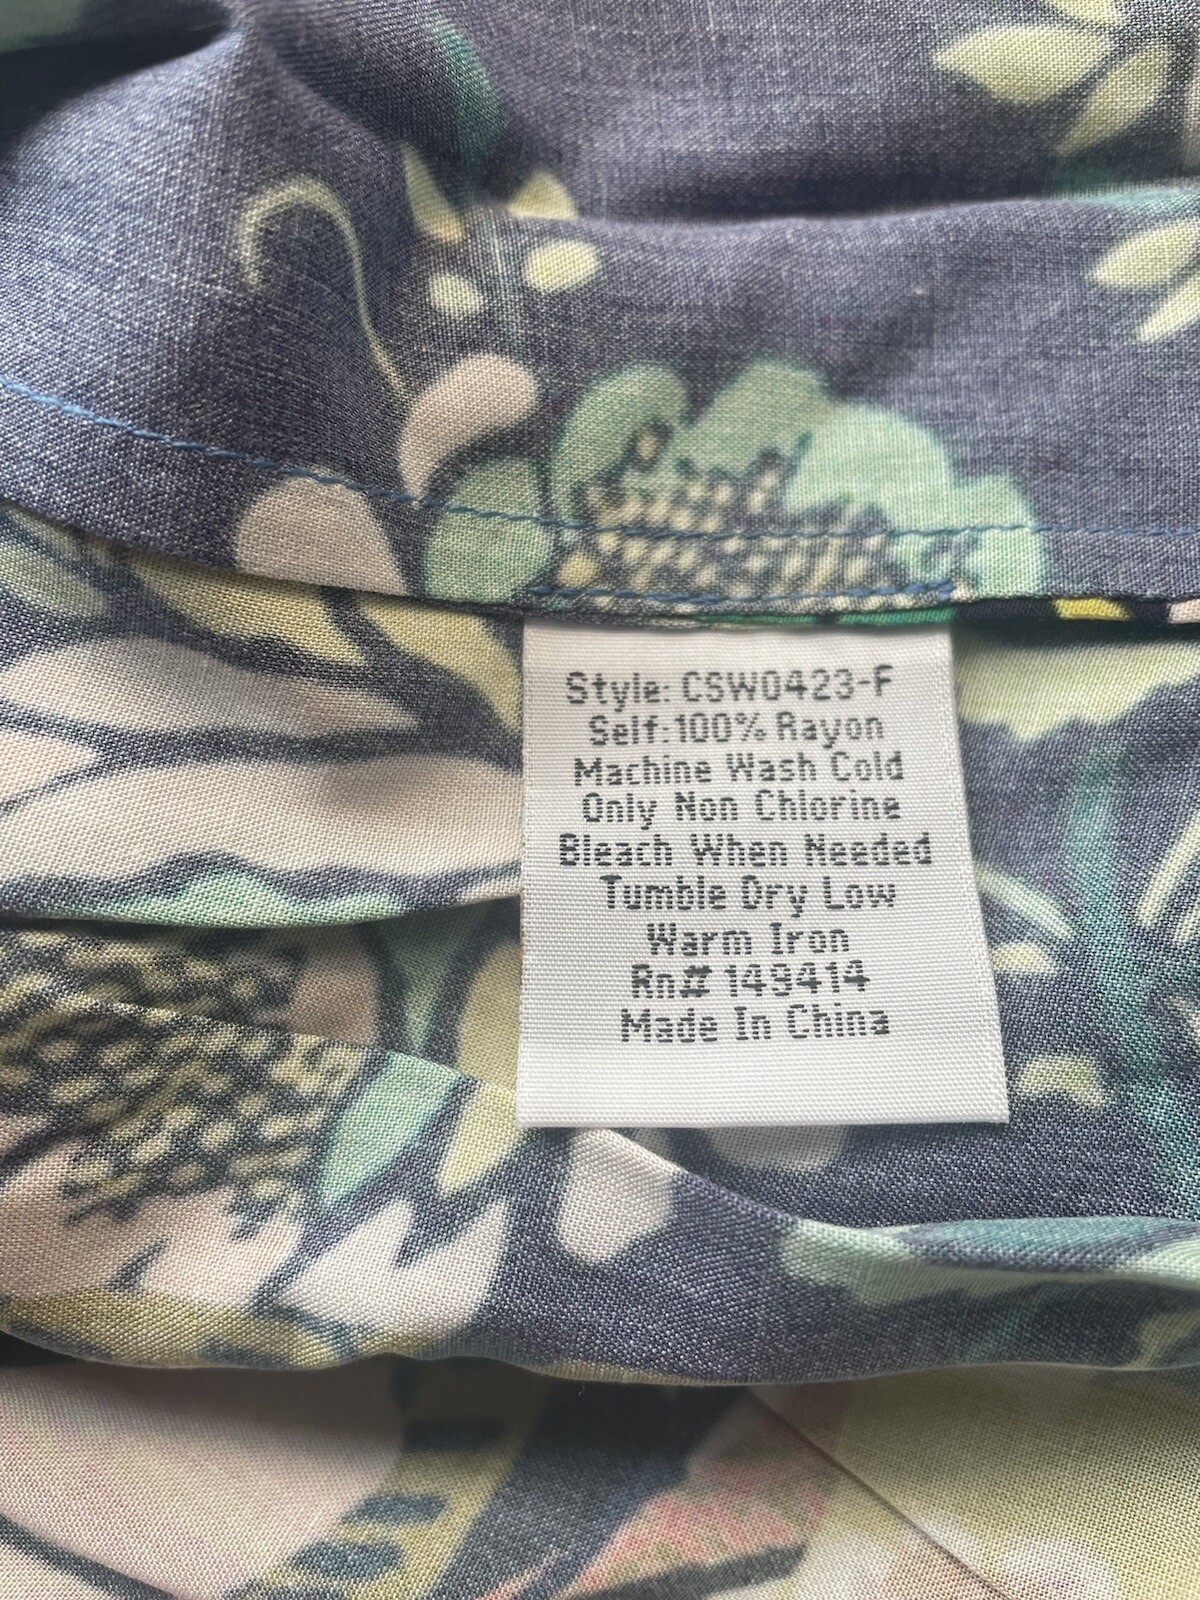 Style: CSW0423-F
Self:100% Rayon
Machine Wash Cold
Only Non Chlorine
Bleach When Needed
Tumble Dry Low
Warm Iron
Rn# 149414
Made In China